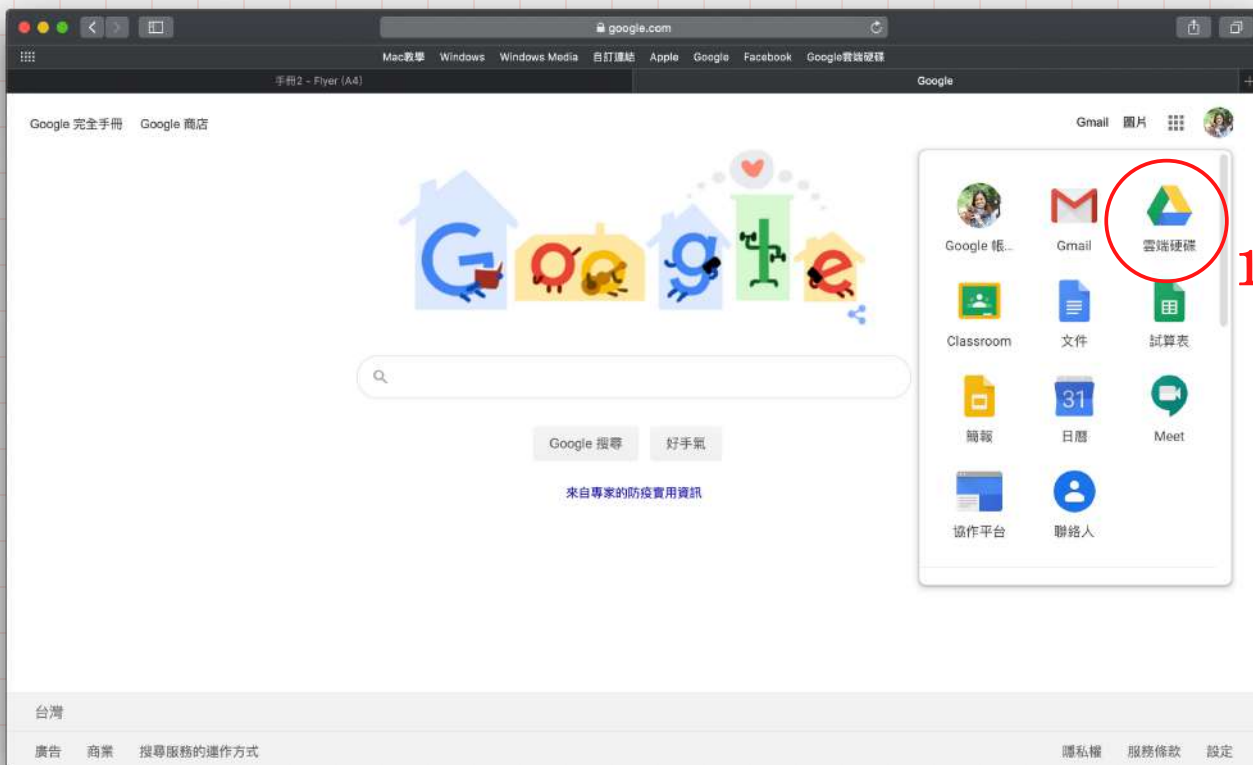 google.com
Mac教學 Windows Windows Media 自訂連結 Apple Google Facebook Google雲端硬碟
手冊2 - Flyer (A4) Google
Google 完全手冊 Google 商店 Gmail 圖片
Google
Google 帳... Gmail 雲端硬碟
1
Classroom 文件 試算表
31
簡報 日曆 Meet
Google 搜尋 好手氣
來自專家的防疫實用資訊
協作平台 聯絡人
台灣
廣告 商業 搜尋服務的運作方式 隱私權 服務條款 設定